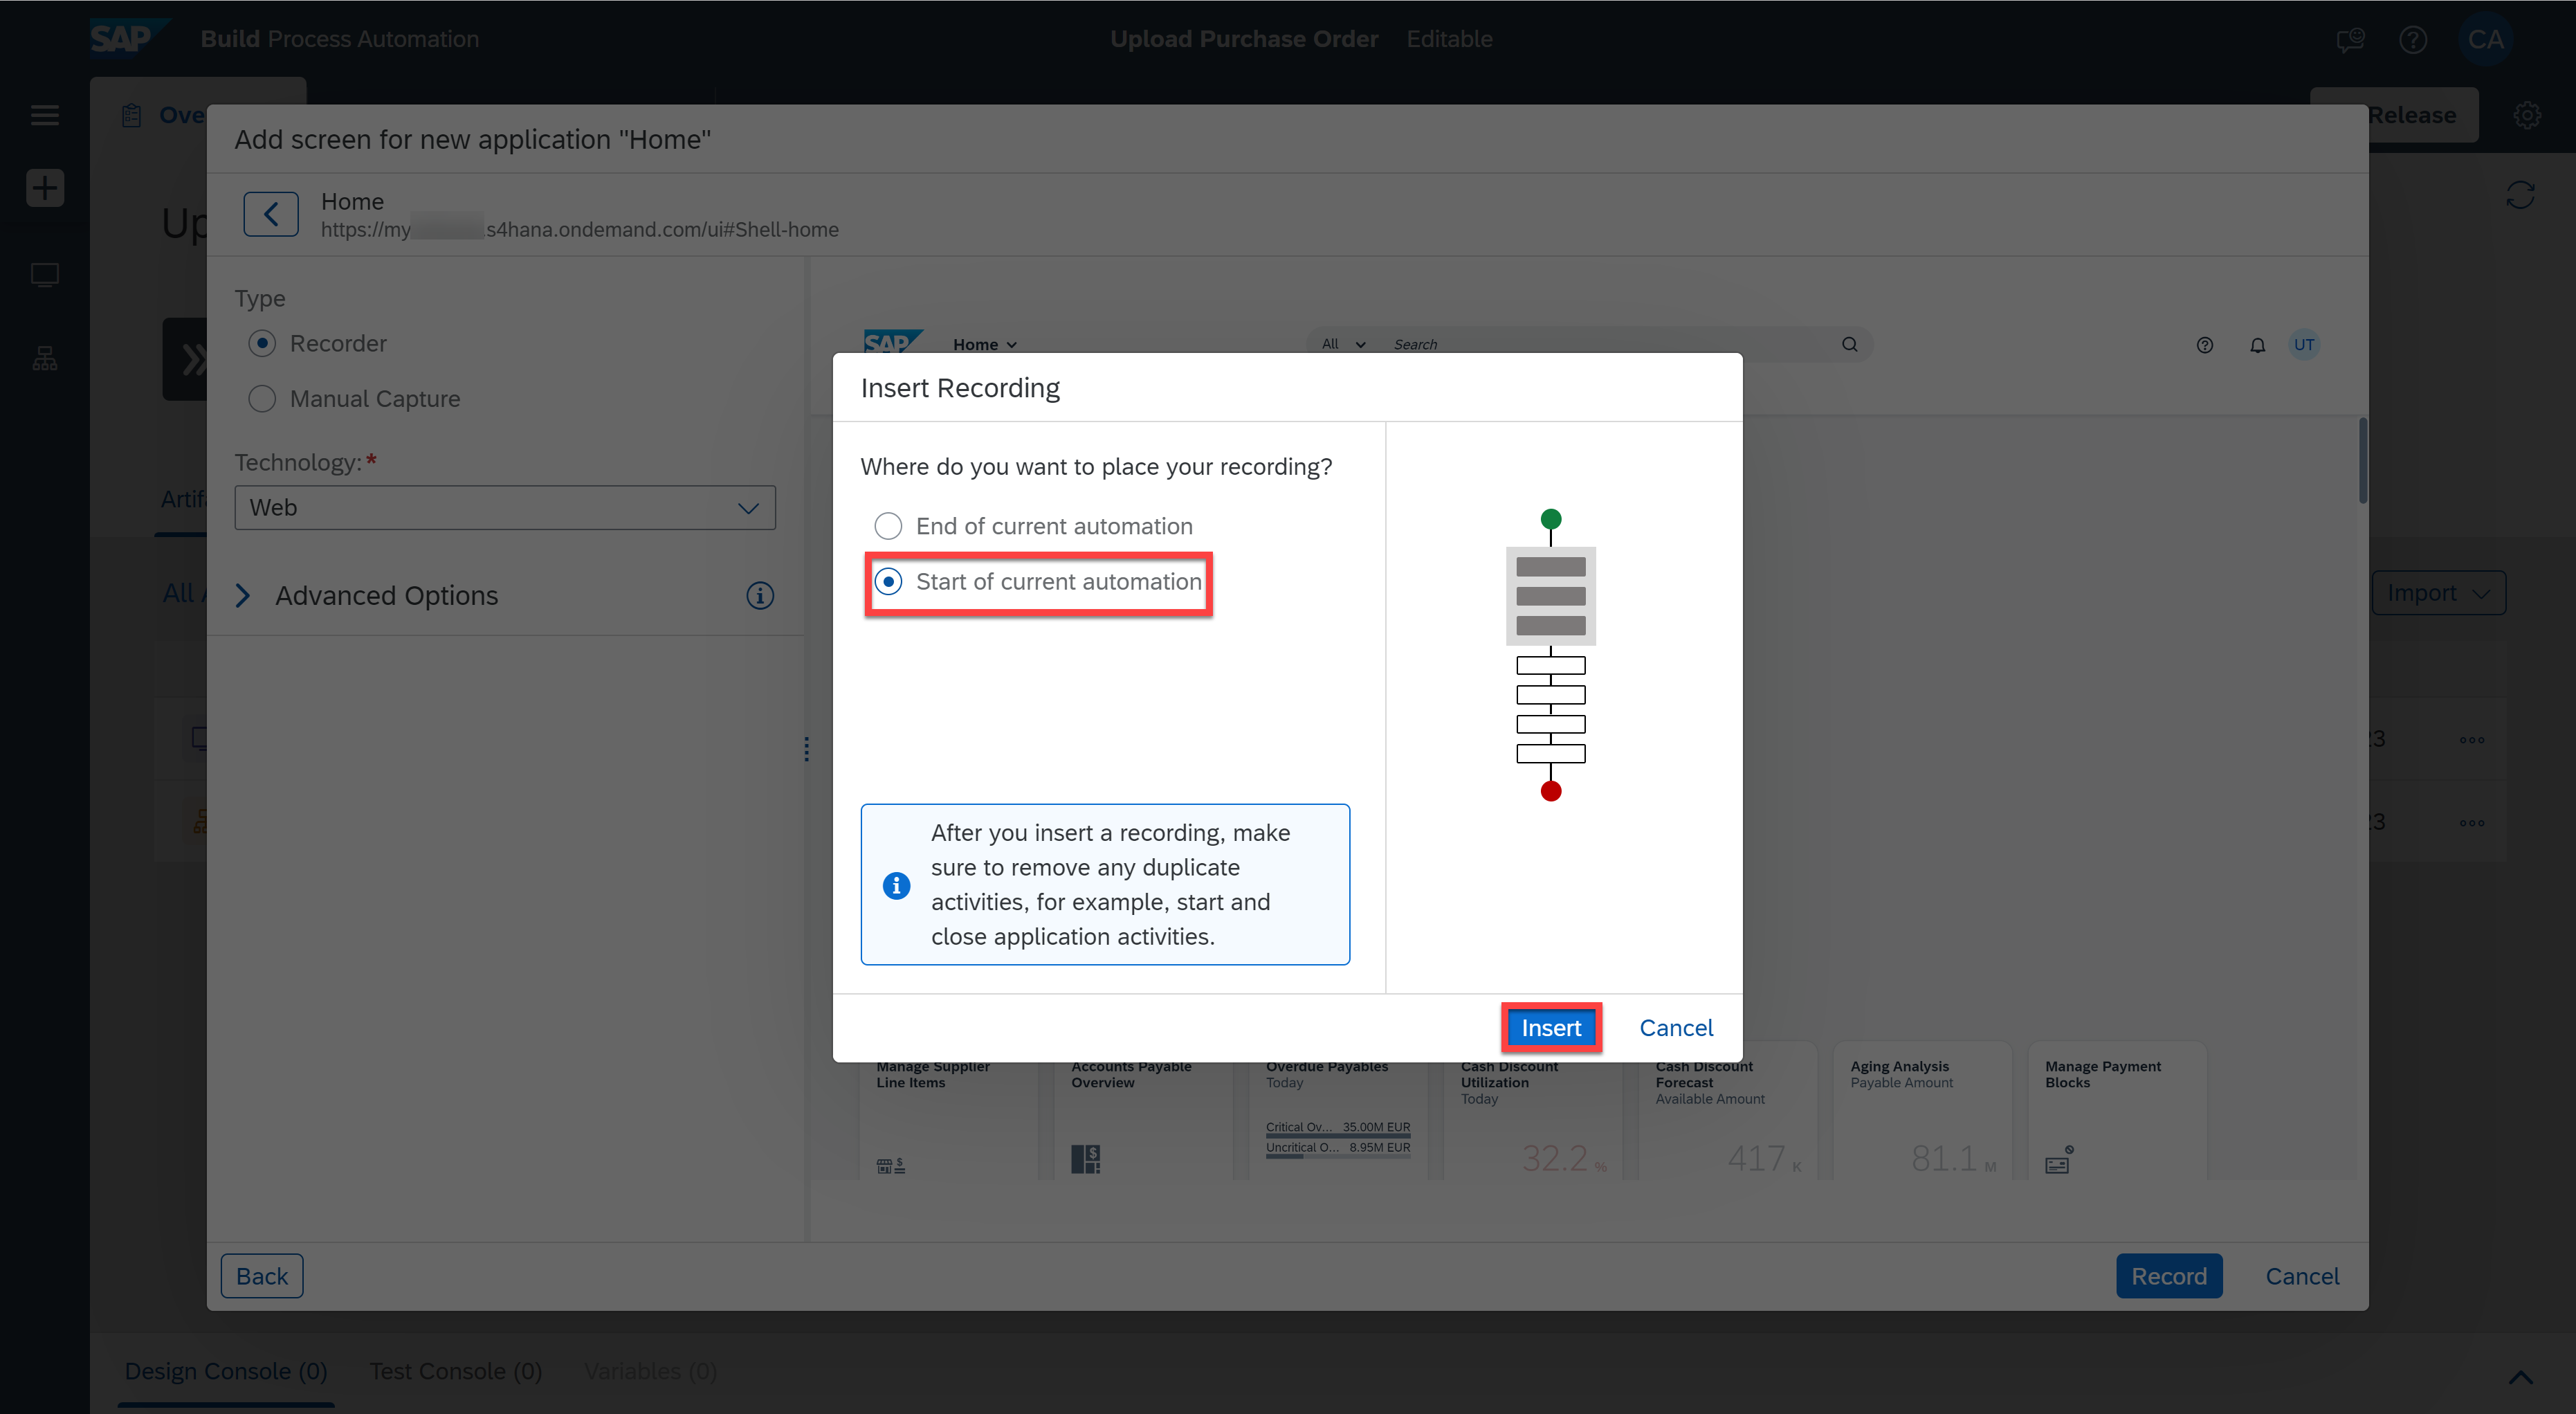 SAP Build Process Automation
Upload Purchase Order Editable
CA
Ove
Release
Add screen for new application "Home"
Up
Home
https://my s4hana.ondemand.com/ui#Shell-home
Type
Recorder
Manual Capture
Technology:*
Web
Advanced Options
Artif
All A
Import
SAP Home
All Search
UT
Insert Recording
Where do you want to place your recording?
End of current automation
Start of current automation
After you insert a recording, make
sure to remove any duplicate
activities, for example, start and
close application activities.
Insert Cancel
23
23
Manage Supplier
Line Items
Accounts Payable
Overview
Overdue Payables
Today
Critical Ov... 35.00M EUR
Uncritical O... 8.95M EUR
Cash Discount
Utilization
Today
32.2 %
Cash Discount
Forecast
Available Amount
417 K
Aging Analysis
Payable Amount
81.1 M
Manage Payment
Blocks
Back
Record Cancel
Design Console (0) Test Console (0) Variables (0)